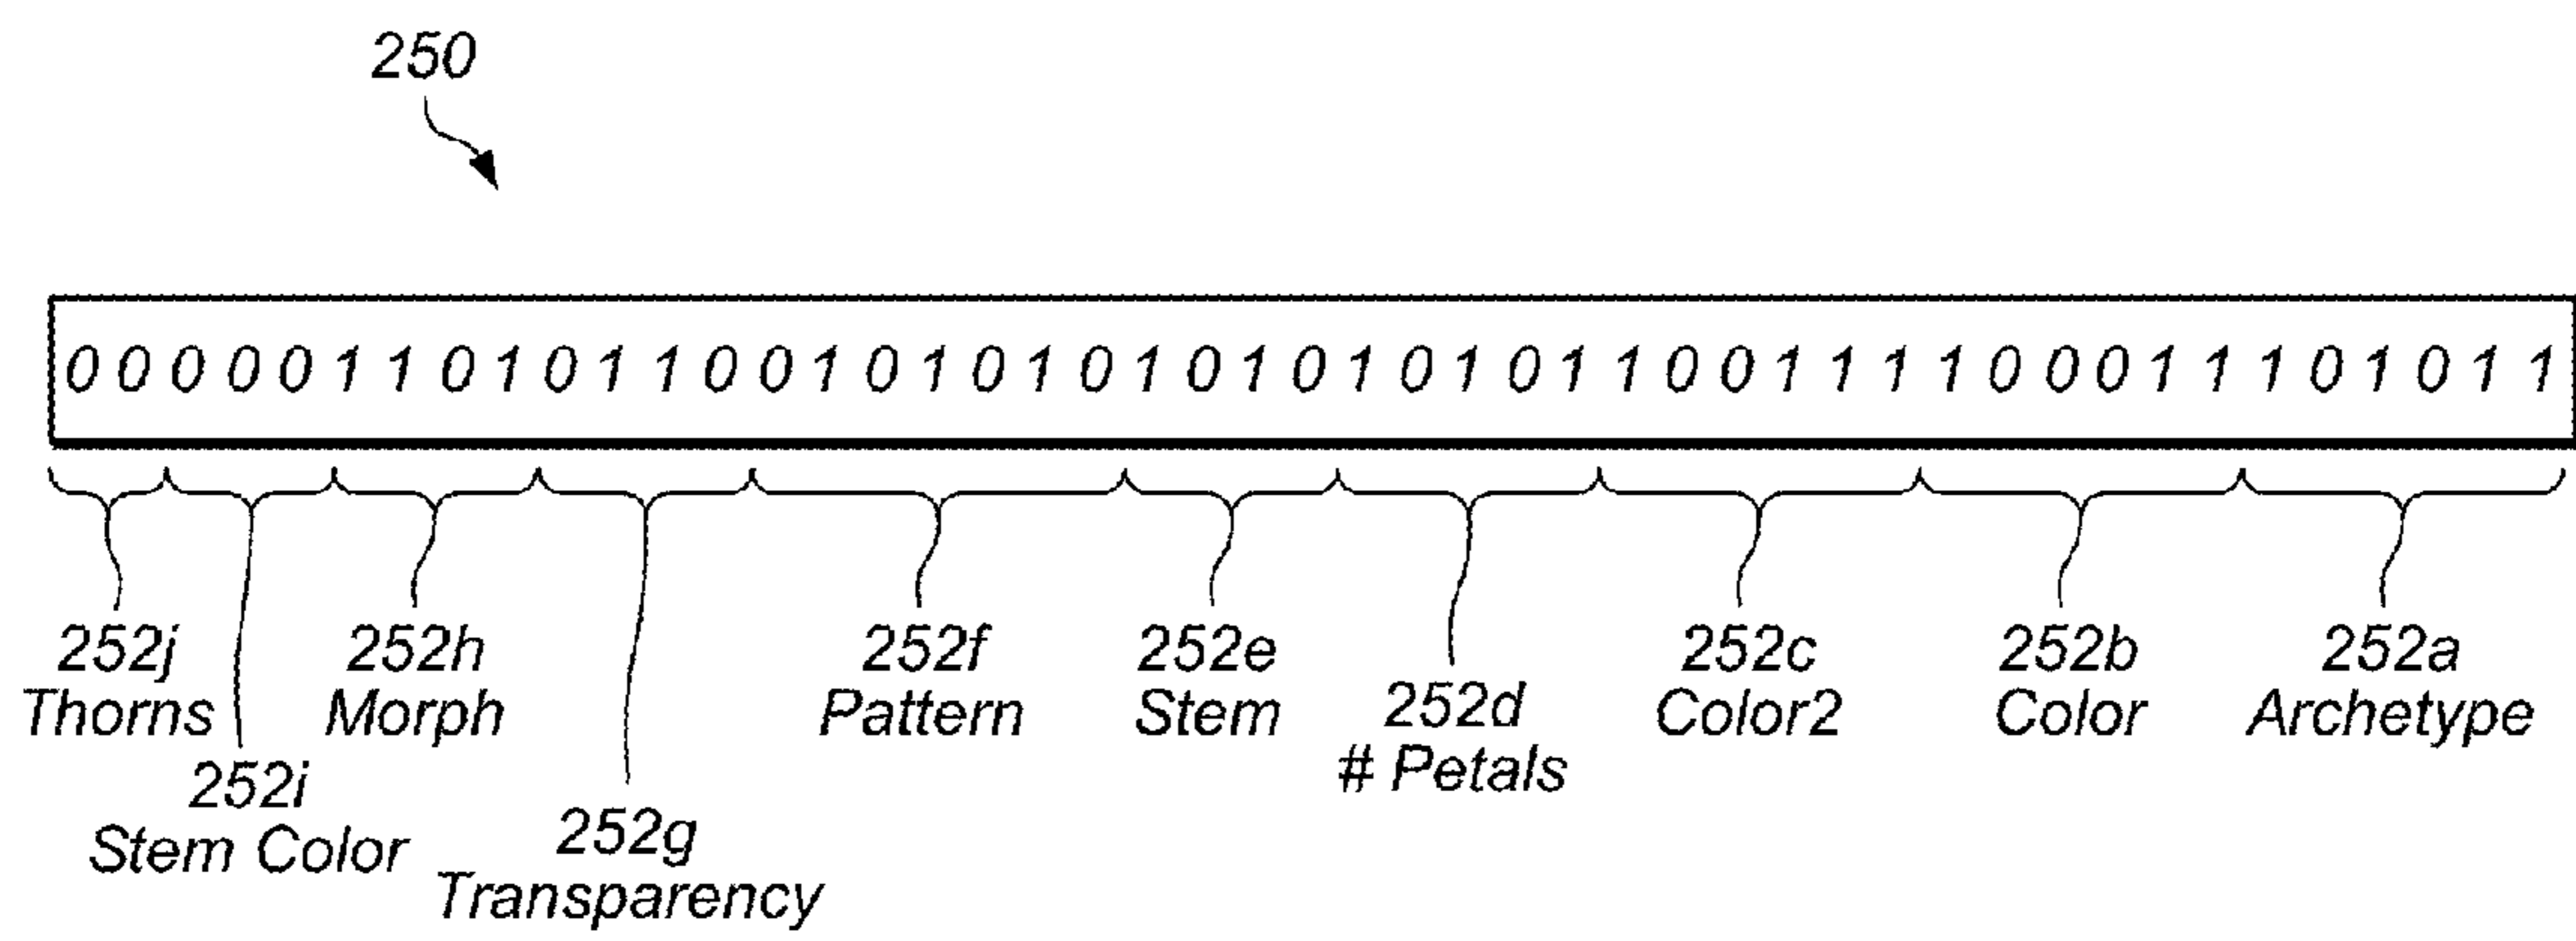 250
0 0 0 0 0 1 1 0 1 0 1 1 0 0 1 0 1 0 1 0 1 0 1 0 1 0 1 0 1 1 0 0 1 1 1 1 0 0 0 1 1 1 0 1 0 1 1
252j
Thorns
252i
Stem Color
252h
Morph
252g
Transparency
252f
Pattern
252e
Stem
252d
# Petals
252c
Color2
252b
Color
252a
Archetype